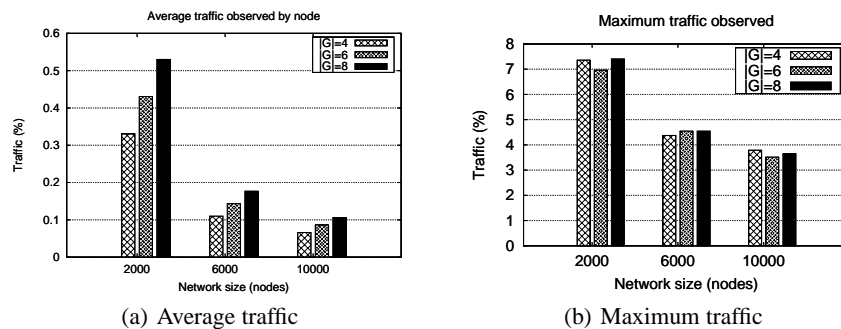 Average traffic observed by node
0.6
0.5
0.4
0.3
0.2
0.1
0
Traffic (%)
|G|=4
|G|=6
|G|=8
2000
6000
10000
Network size (nodes)
(a) Average traffic
Maximum traffic observed
8
7
6
5
4
3
2
1
0
Traffic (%)
|G|=4
|G|=6
|G|=8
2000
6000
10000
Network size (nodes)
(b) Maximum traffic